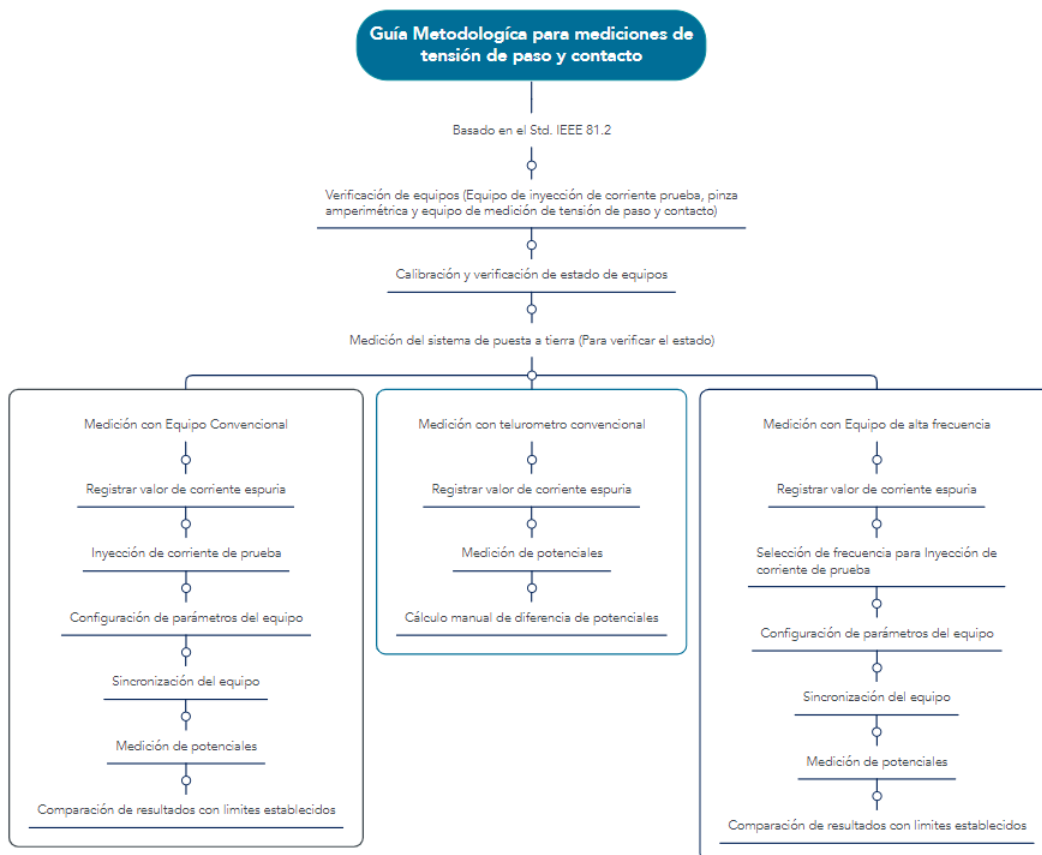 Guía Metodologíca para mediciones de
tensión de paso y contacto
Basado en el Std. IEEE 81.2
Verificación de equipos (Equipo de inyección de corriente prueba, pinza
amperimétrica y equipo de medición de tensión de paso y contacto)
Calibración y verificación de estado de equipos
Medición del sistema de puesta a tierra (Para verificar el estado)
Medición con Equipo Convencional
Registrar valor de corriente espuria
Inyección de corriente de prueba
Configuración de parámetros del equipo
Sincronización del equipo
Medición de potenciales
Comparación de resultados con limites establecidos
Medición con telurometro convencional
Registrar valor de corriente espuria
Medición de potenciales
Cálculo manual de diferencia de potenciales
Medición con Equipo de alta frecuencia
Registrar valor de corriente espuria
Selección de frecuencia para Inyección de
corriente de prueba
Configuración de parámetros del equipo
Sincronización del equipo
Medición de potenciales
Comparación de resultados con limites establecidos